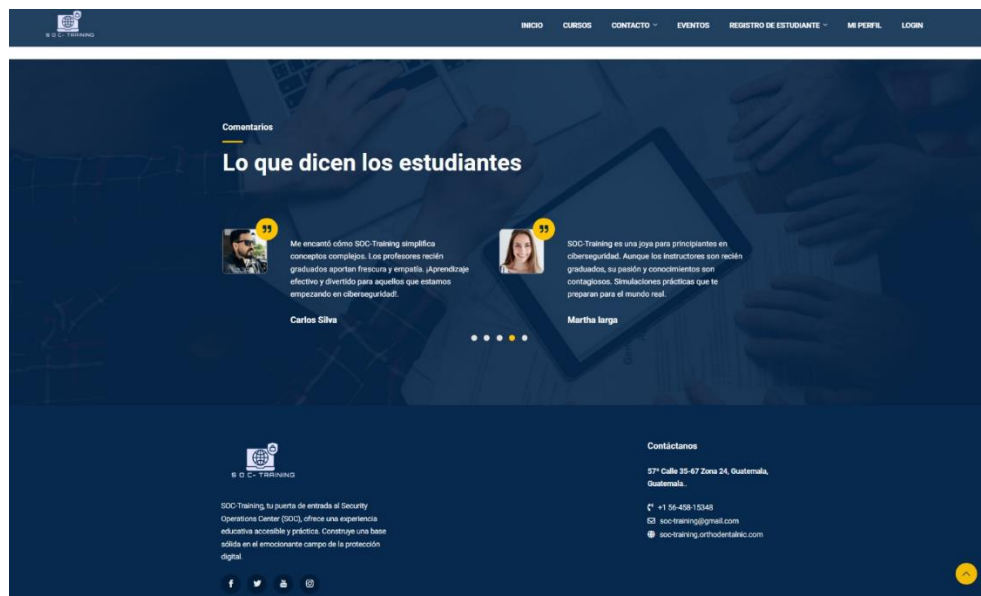 SOC-TRAINING
INICIO CURSOS CONTACTO EVENTOS REGISTRO DE ESTUDIANTE MI PERFIL LOGIN
Comentarios
Lo que dicen los estudiantes
Me encantó cómo SOC-Training simplifica
conceptos complejos. Los profesores recién
graduados aportan frescura y empatía. ¡Aprendizaje
efectivo y divertido para aquellos que estamos
empezando en ciberseguridad!.
Carlos Silva
SOC-Training es una joya para principiantes en
ciberseguridad. Aunque los instructores son recién
graduados, su pasión y conocimientos son
contagiosos. Simulaciones prácticas que te
preparan para el mundo real.
Martha larga
SOC-TRAINING
SOC-Training, tu puerta de entrada al Security
Operations Center (SOC), ofrece una experiencia
educativa accesible y práctica. Construye una base
sólida en el emocionante campo de la protección
digital.
Contáctanos
57ª Calle 35-67 Zona 24, Guatemala,
Guatemala..
+1 56-458-15348
soc-training@gmail.com
soc-training.orthodentalnic.com